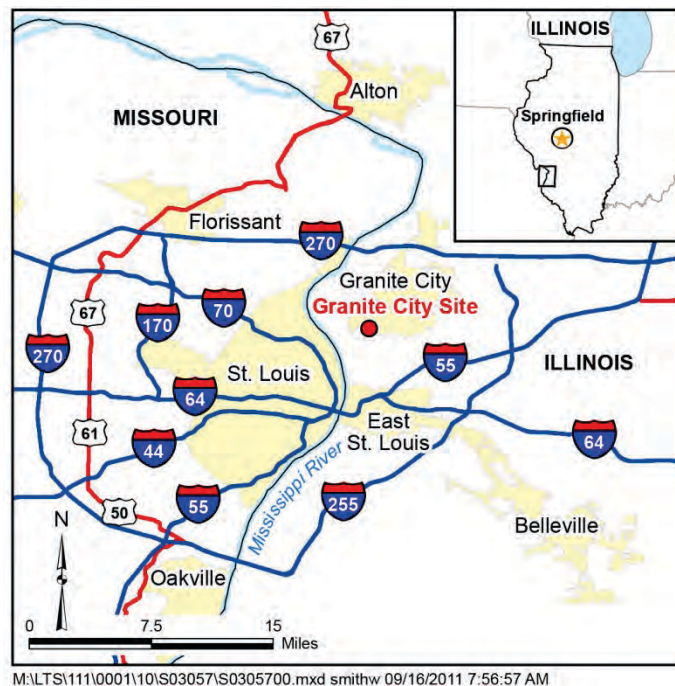 67
ILLINOIS
Alton
MISSOURI
Springfield
Florissant
270
Granite City
67
170
70
Granite City Site
270
55
ILLINOIS
St. Louis
64
61
44
East
St. Louis
64
50
55
Mississippi River
255
N
Belleville
Oakville
0 7.5 15
Miles
M:\LTS\111\0001\10\S03057\S0305700.mxd smithw 09/16/2011 7:56:57 AM